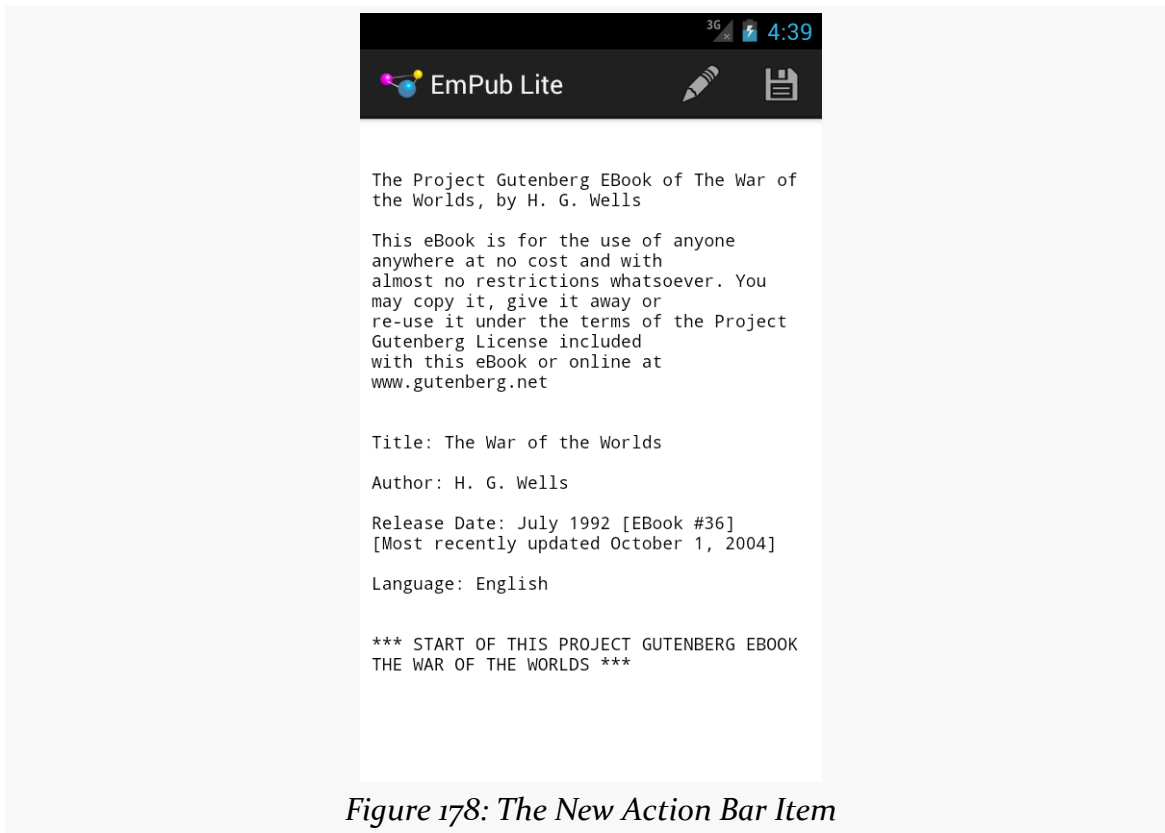 3G 4:39
EmPub Lite
The Project Gutenberg EBook of The War of
the Worlds, by H. G. Wells
This eBook is for the use of anyone
anywhere at no cost and with
almost no restrictions whatsoever. You
may copy it, give it away or
re-use it under the terms of the Project
Gutenberg License included
with this eBook or online at
www.gutenberg.net
Title: The War of the Worlds
Author: H. G. Wells
Release Date: July 1992 [EBook #36]
[Most recently updated October 1, 2004]
Language: English
*** START OF THIS PROJECT GUTENBERG EBOOK
THE WAR OF THE WORLDS ***
Figure 178: The New Action Bar Item